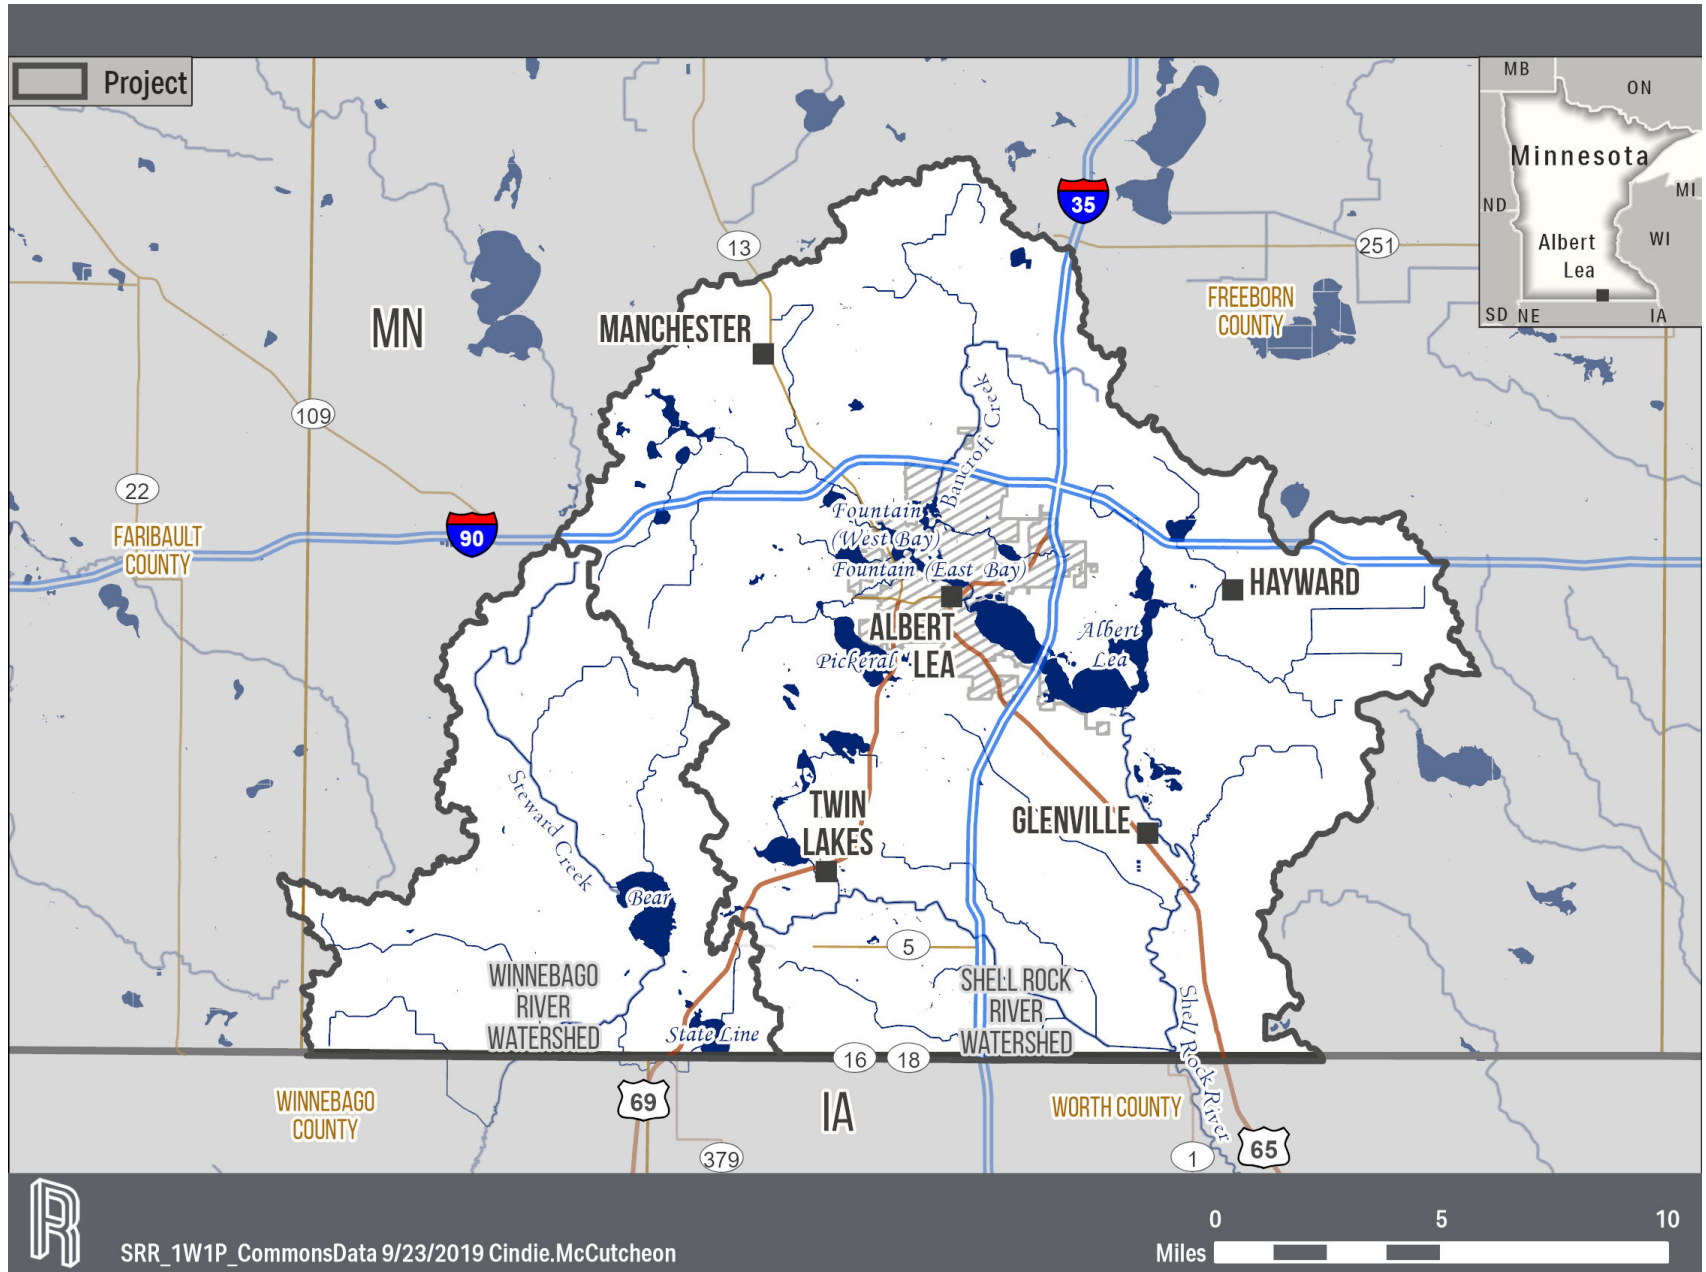 Project
MB
ON
Minnesota
MI
ND
WI
Albert
Lea
SD
NE
IA
35
13
251
FREEBORN
COUNTY
MN
MANCHESTER
109
Bancroft Creek
22
90
FARIBAULT
COUNTY
Fountain
(West Bay)
Fountain (East Bay)
HAYWARD
ALBERT
LEA
Albert
Lea
Pickeral
Steward Creek
TWIN
LAKES
GLENVILLE
Bear
5
WINNEBAGO
RIVER
WATERSHED
SHELL ROCK
RIVER
WATERSHED
Shell Rock River
State Line
16
18
69
WINNEBAGO
COUNTY
IA
WORTH COUNTY
379
1
65
R
SRR_1W1P_CommonsData 9/23/2019 Cindie.McCutcheon
0
5
10
Miles